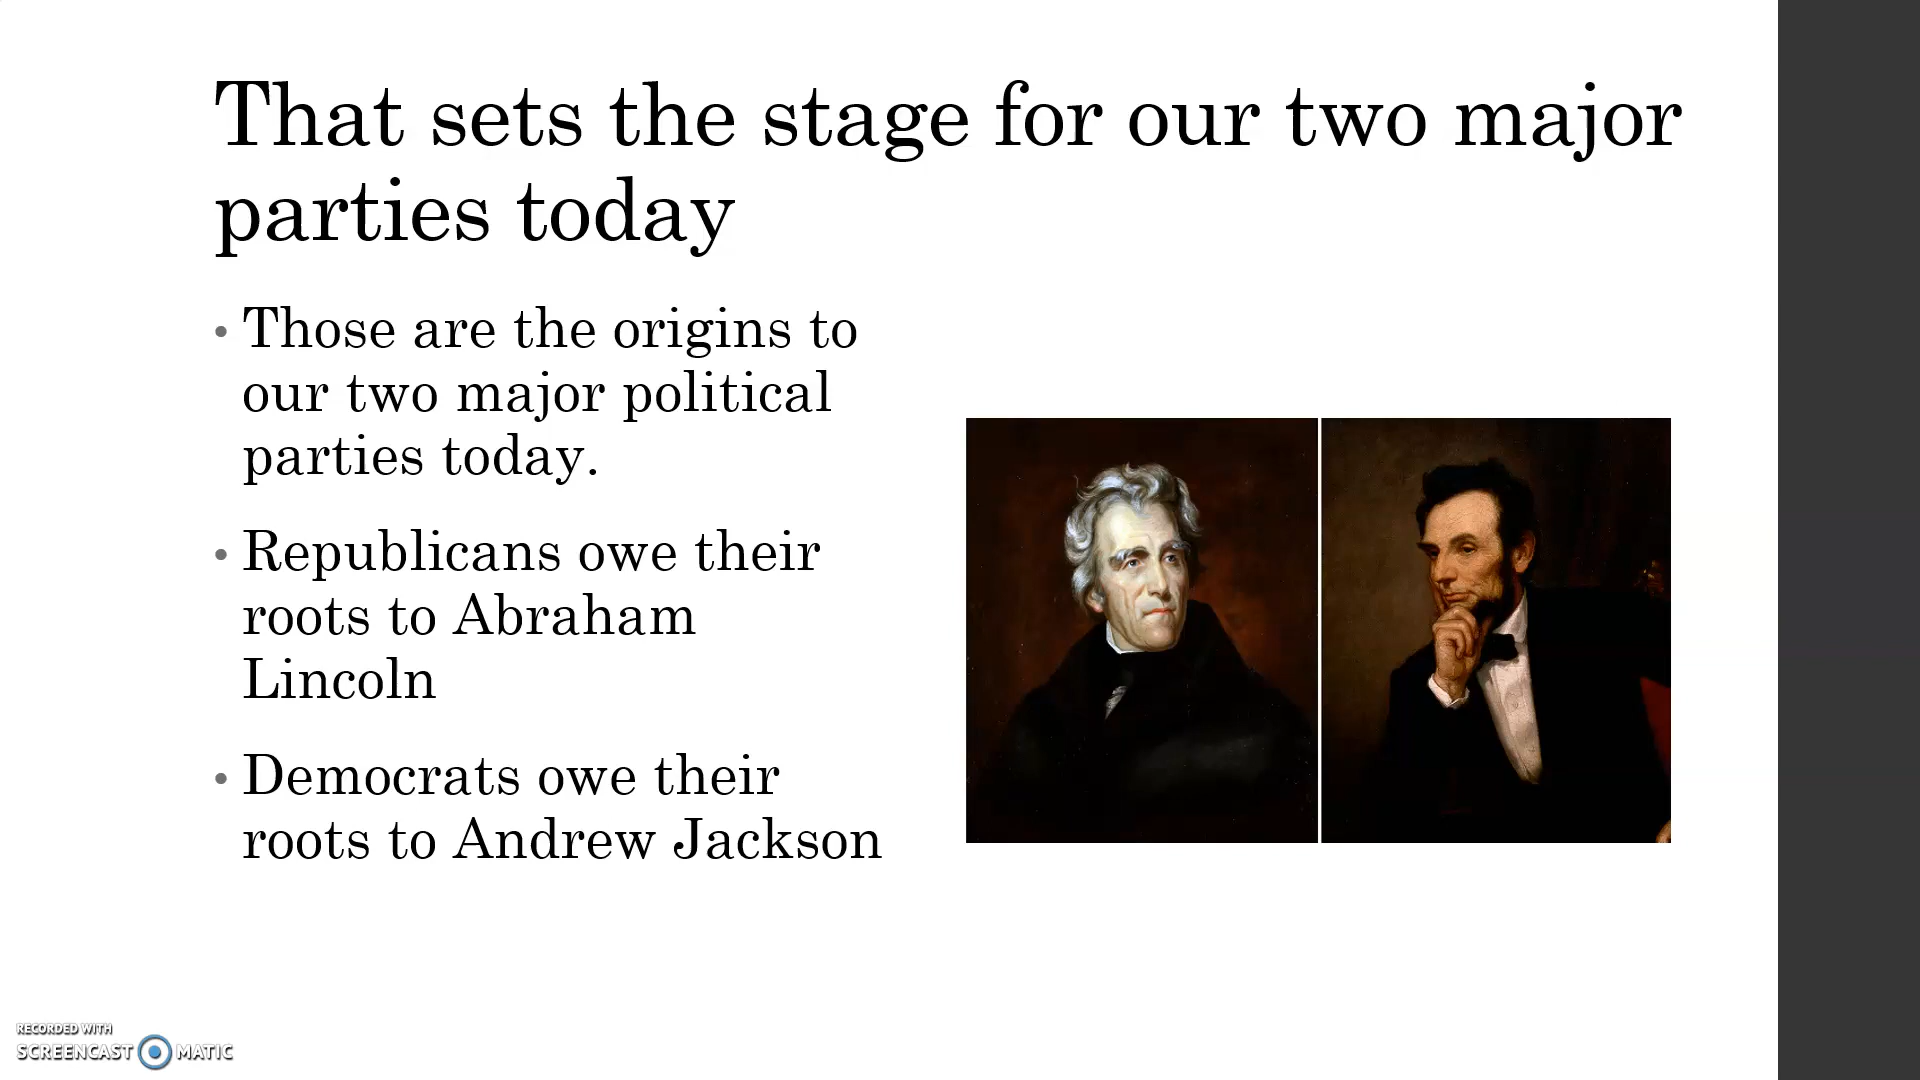 That sets the stage for our two major
parties today
• Those are the origins to
our two major political
parties today.
• Republicans owe their
roots to Abraham
Lincoln
• Democrats owe their
roots to Andrew Jackson
RECORDED WITH
SCREENCAST MATIC